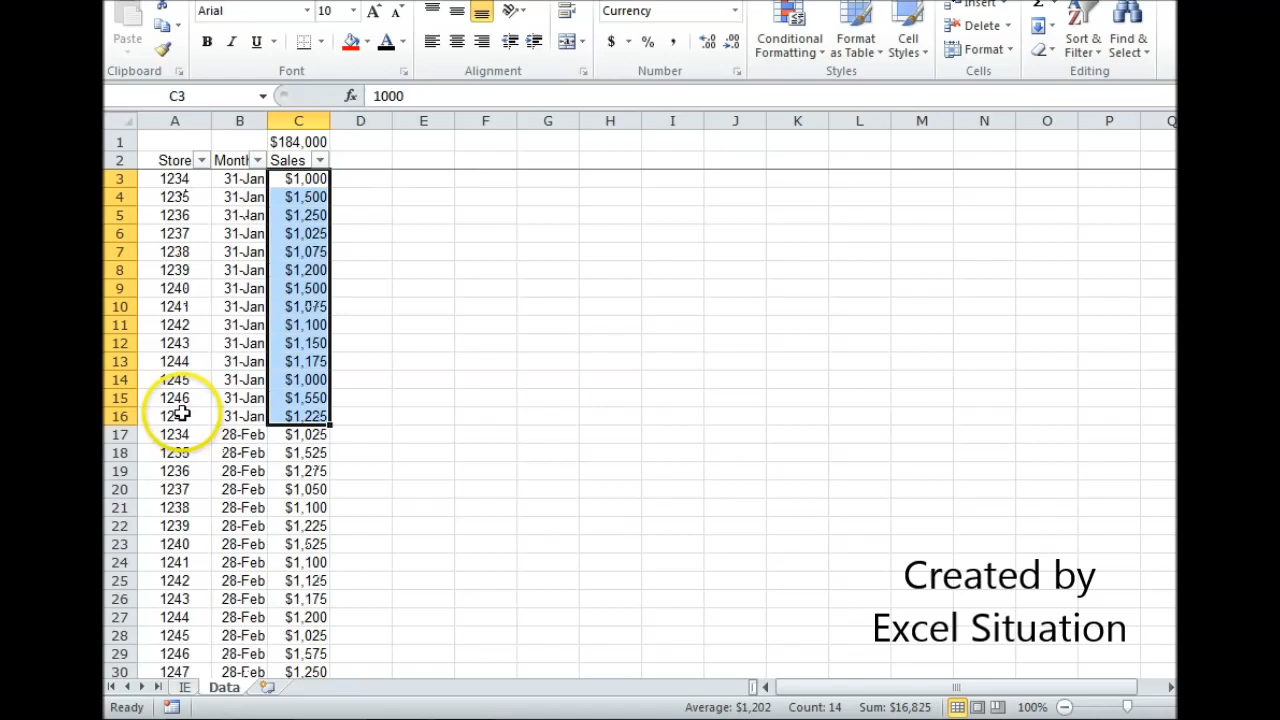 Arial 10 Currency Insert
Paste B I U $ % , Conditional Formatting Format as Table Cell Styles Delete Format Sort & Filter Find & Select
Clipboard Font Alignment Number Styles Cells Editing
C3 fx 1000
A B C D E F G H I J K L M N O P Q
1 $184,000
2 Store Month Sales
3 1234 31-Jan $1,000
4 1235 31-Jan $1,500
5 1236 31-Jan $1,250
6 1237 31-Jan $1,025
7 1238 31-Jan $1,075
8 1239 31-Jan $1,200
9 1240 31-Jan $1,500
10 1241 31-Jan $1,075
11 1242 31-Jan $1,100
12 1243 31-Jan $1,150
13 1244 31-Jan $1,175
14 1245 31-Jan $1,000
15 1246 31-Jan $1,550
16 31-Jan $1,225
17 1234 28-Feb $1,025
18 1235 28-Feb $1,525
19 1236 28-Feb $1,275
20 1237 28-Feb $1,050
21 1238 28-Feb $1,100
22 1239 28-Feb $1,225
23 1240 28-Feb $1,525
24 1241 28-Feb $1,100
25 1242 28-Feb $1,125
26 1243 28-Feb $1,175
27 1244 28-Feb $1,200
28 1245 28-Feb $1,025
29 1246 28-Feb $1,575
30 1247 28-Feb $1,250
Created by
Excel Situation
IE Data
Ready Average: $1,202 Count: 14 Sum: $16,825 100%